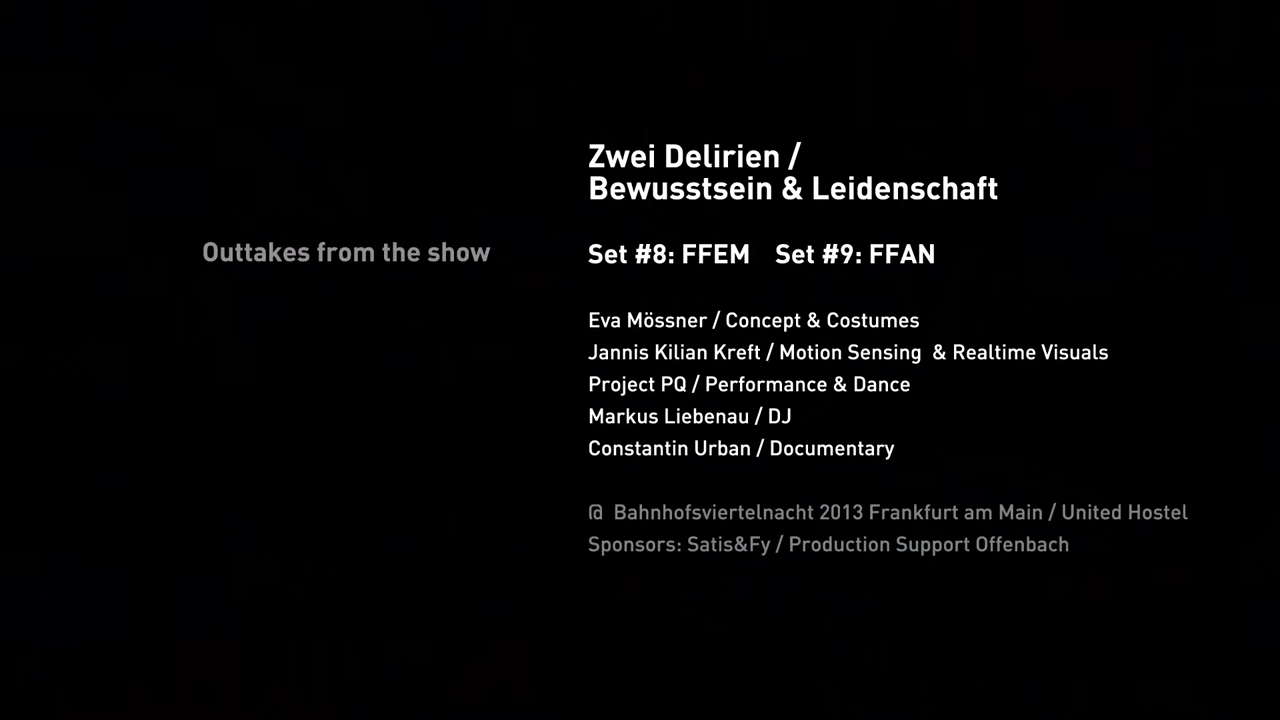 Zwei Delirien /
Bewusstsein & Leidenschaft
Outtakes from the show
Set #8: FFEM Set #9: FFAN
Eva Mössner / Concept & Costumes
Jannis Kilian Kreft / Motion Sensing & Realtime Visuals
Project PQ / Performance & Dance
Markus Liebenau / DJ
Constantin Urban / Documentary
@ Bahnhofsviertelnacht 2013 Frankfurt am Main / United Hostel
Sponsors: Satis&Fy / Production Support Offenbach